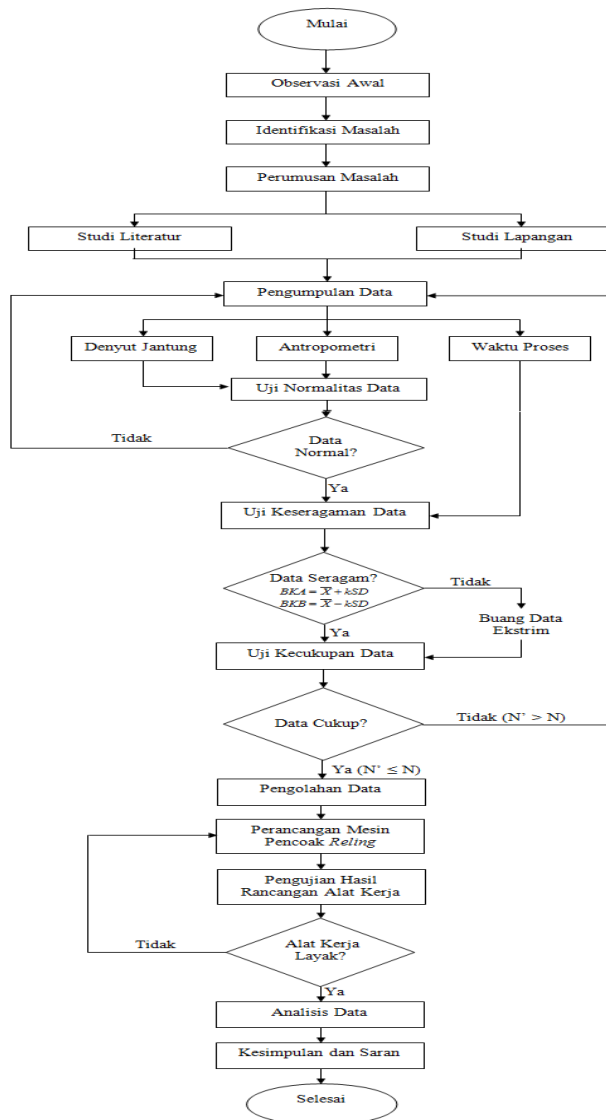 Mulai
Observasi Awal
Identifikasi Masalah
Perumusan Masalah
Studi Literatur
Studi Lapangan
Pengumpulan Data
Denyut Jantung
Antropometri
Waktu Proses
Uji Normalitas Data
Tidak
Data
Normal?
Ya
Uji Keseragaman Data
Data Seragam?
BKA = X̅ + kSD
BKB = X̅ − kSD
Tidak
Buang Data
Ekstrim
Ya
Uji Kecukupan Data
Data Cukup?
Tidak (N' > N)
Ya (N' ≤ N)
Pengolahan Data
Perancangan Mesin
Pencoak Reling
Pengujian Hasil
Rancangan Alat Kerja
Tidak
Alat Kerja
Layak?
Ya
Analisis Data
Kesimpulan dan Saran
Selesai